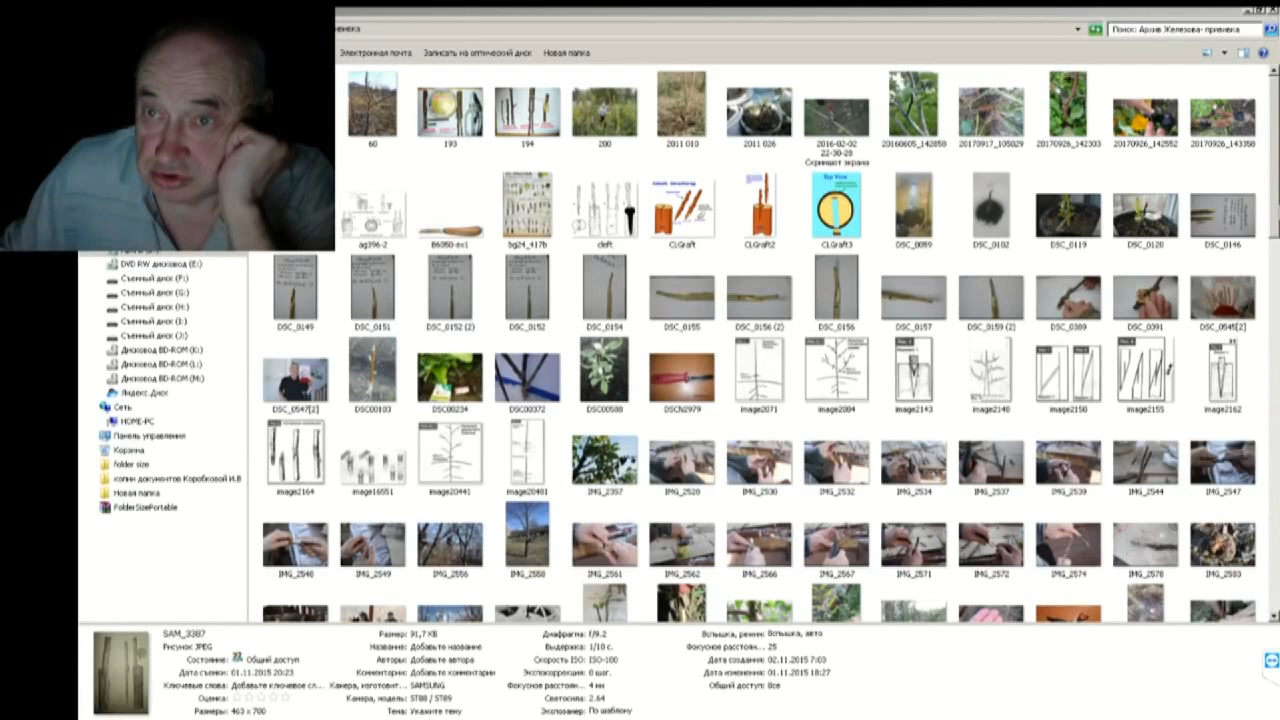 прививка
Поиск: Архив Железова- прививка
Электронная почта Записать на оптический диск Новая папка
60 193 194 200 2011 010 2011 026 2016-02-02 22-30-28 Скриншот экрана 20160605_142858 20170917_105029 20170926_142303 20170926_142552 20170926_143358
ag396-2 B6050-ex1 bg24_417b cleft CLGraft CLGraft2 CLGraft3 DSC_0059 DSC_0102 DSC_0119 DSC_0120 DSC_0146
DVD RW дисковод (E:)
Съемный диск (F:)
Съемный диск (G:)
Съемный диск (H:)
Съемный диск (I:)
Съемный диск (J:)
Дисковод BD-ROM (K:)
Дисковод BD-ROM (L:)
Дисковод BD-ROM (M:)
Яндекс.Диск
Сеть
HOME-PC
Панель управления
Корзина
folder size
копии документов Коробковой И.В
Новая папка
FolderSizePortable
DSC_0149 DSC_0151 DSC_0152 (2) DSC_0152 DSC_0154 DSC_0155 DSC_0156 (2) DSC_0156 DSC_0157 DSC_0159 (2) DSC_0389 DSC_0391 DSC_0545[2]
DSC_0547[2] DSC00103 DSC00234 DSC00372 DSC00588 DSCN2979 image2071 image2084 image2143 image2148 image2150 image2155 image2162
image2164 image16551 image20441 image20481 IMG_2357 IMG_2528 IMG_2530 IMG_2532 IMG_2534 IMG_2537 IMG_2539 IMG_2544 IMG_2547
IMG_2548 IMG_2549 IMG_2556 IMG_2558 IMG_2561 IMG_2562 IMG_2566 IMG_2567 IMG_2571 IMG_2572 IMG_2574 IMG_2578 IMG_2583
SAM_3387
Рисунок JPEG
Состояние: Общий доступ
Дата съемки: 01.11.2015 20:23
Ключевые слова: Добавьте ключевое сл...
Оценка:
Размеры: 463 x 700
Размер: 91,7 КБ
Название: Добавьте название
Авторы: Добавьте автора
Комментарии: Добавьте комментарии
Камера, изготовит... SAMSUNG
Камера, модель: ST88 / ST89
Тема: Укажите тему
Диафрагма: f/9.2
Выдержка: 1/10 с.
Скорость ISO: ISO-100
Экспокоррекция: 0 шаг.
Фокусное расстоян... 4 мм
Светосила: 2.64
Экспозамер: По шаблону
Вспышка, режим: Вспышка, авто
Фокусное расстоян... 25
Дата создания: 02.11.2015 7:03
Дата изменения: 01.11.2015 18:27
Общий доступ: Все